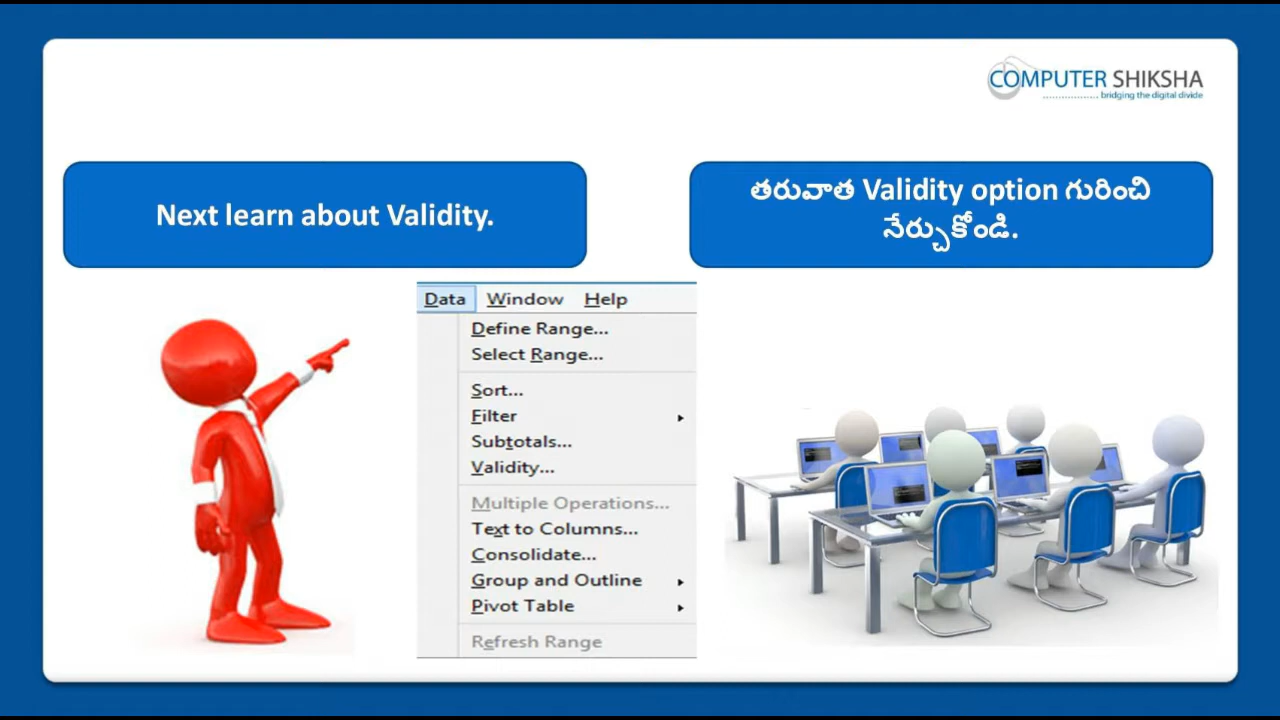 COMPUTER SHIKSHA
bridging the digital divide
Next learn about Validity.
తరువాత Validity option గురించి
నేర్చుకోండి.
Data Window Help
Define Range...
Select Range...
Sort...
Filter
Subtotals...
Validity...
Multiple Operations...
Text to Columns...
Consolidate...
Group and Outline
Pivot Table
Refresh Range